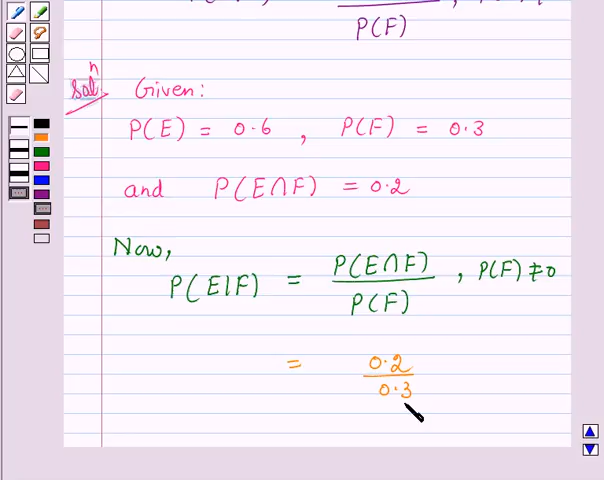 P(F)
Solⁿ Given:
P(E) = 0.6 , P(F) = 0.3
and P(E∩F) = 0.2
Now,
P(E|F) = P(E∩F) / P(F) , P(F) ≠ 0
= 0.2 / 0.3